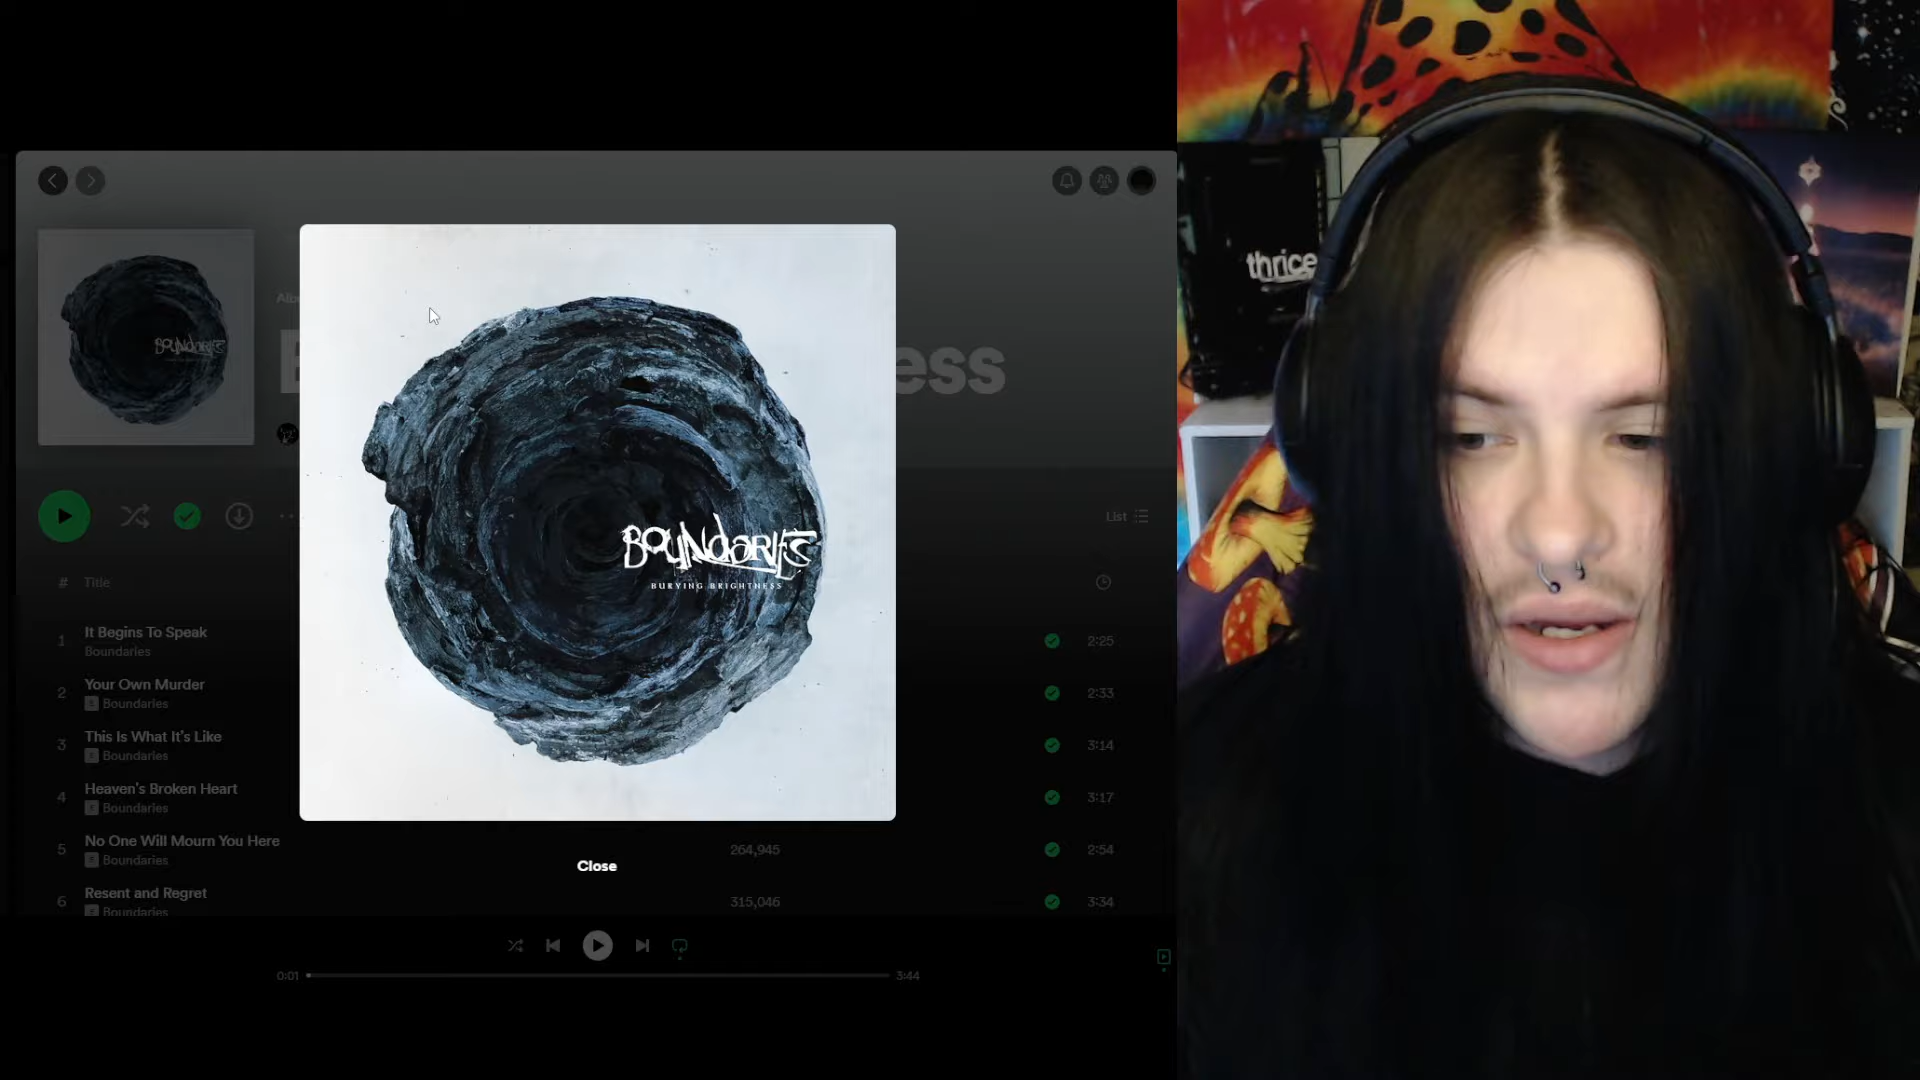 Albu
B
ess
BOUNDARIES
BURYING BRIGHTNESS
thrice
List
# Title
1 It Begins To Speak 2:25
Boundaries
2 Your Own Murder 2:33
E Boundaries
3 This Is What It's Like 3:14
E Boundaries
4 Heaven's Broken Heart 3:17
E Boundaries
5 No One Will Mourn You Here 264,945 2:54
E Boundaries
Close
6 Resent and Regret 315,046 3:34
E Boundaries
0:01 3:44